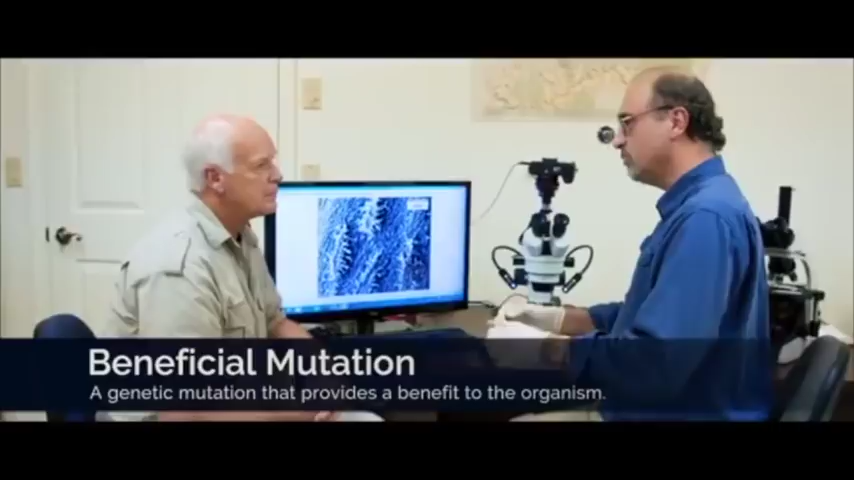 Beneficial Mutation
A genetic mutation that provides a benefit to the organism.